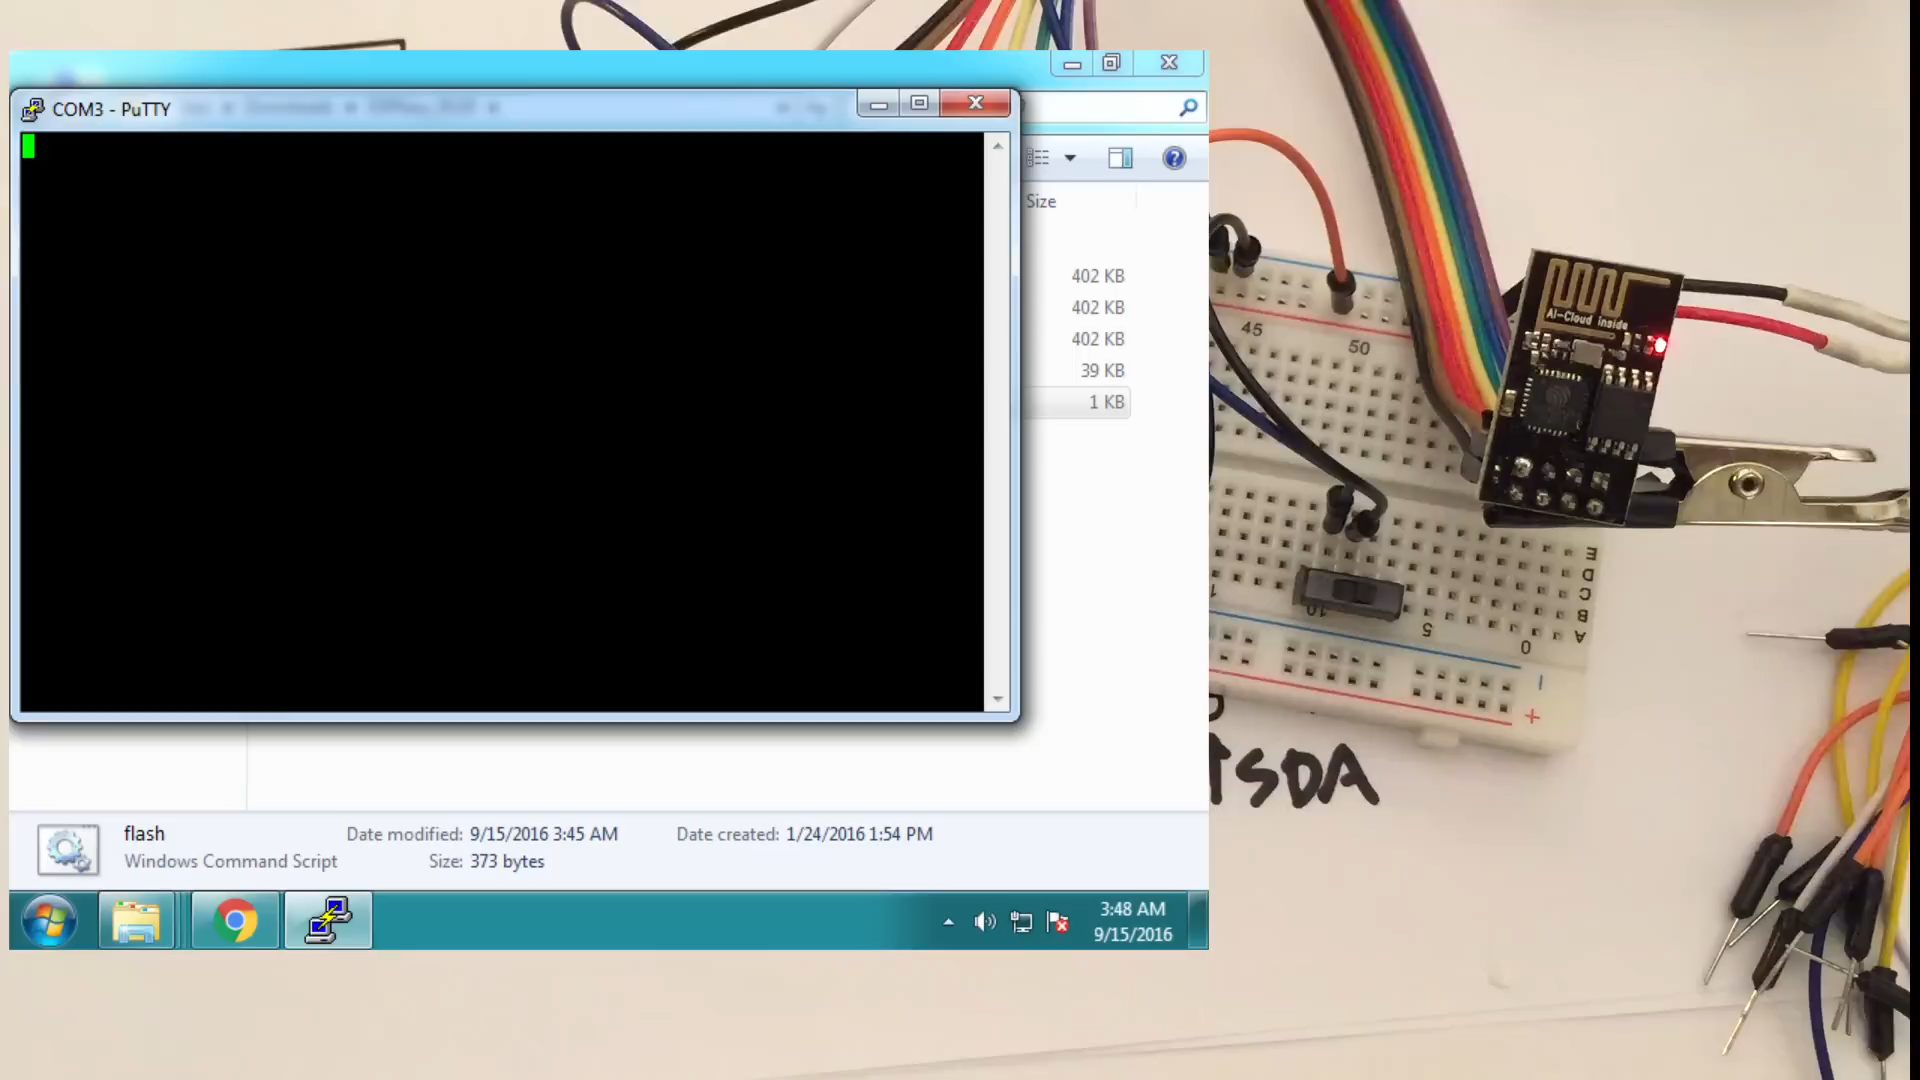 COM3 - PuTTY
Size
402 KB
402 KB
402 KB
39 KB
1 KB
flash
Date modified: 9/15/2016 3:45 AM
Date created: 1/24/2016 1:54 PM
Windows Command Script
Size: 373 bytes
3:48 AM
9/15/2016
45
50
AI-Cloud inside
E
D
C
B
A
10
5
0
TSDA